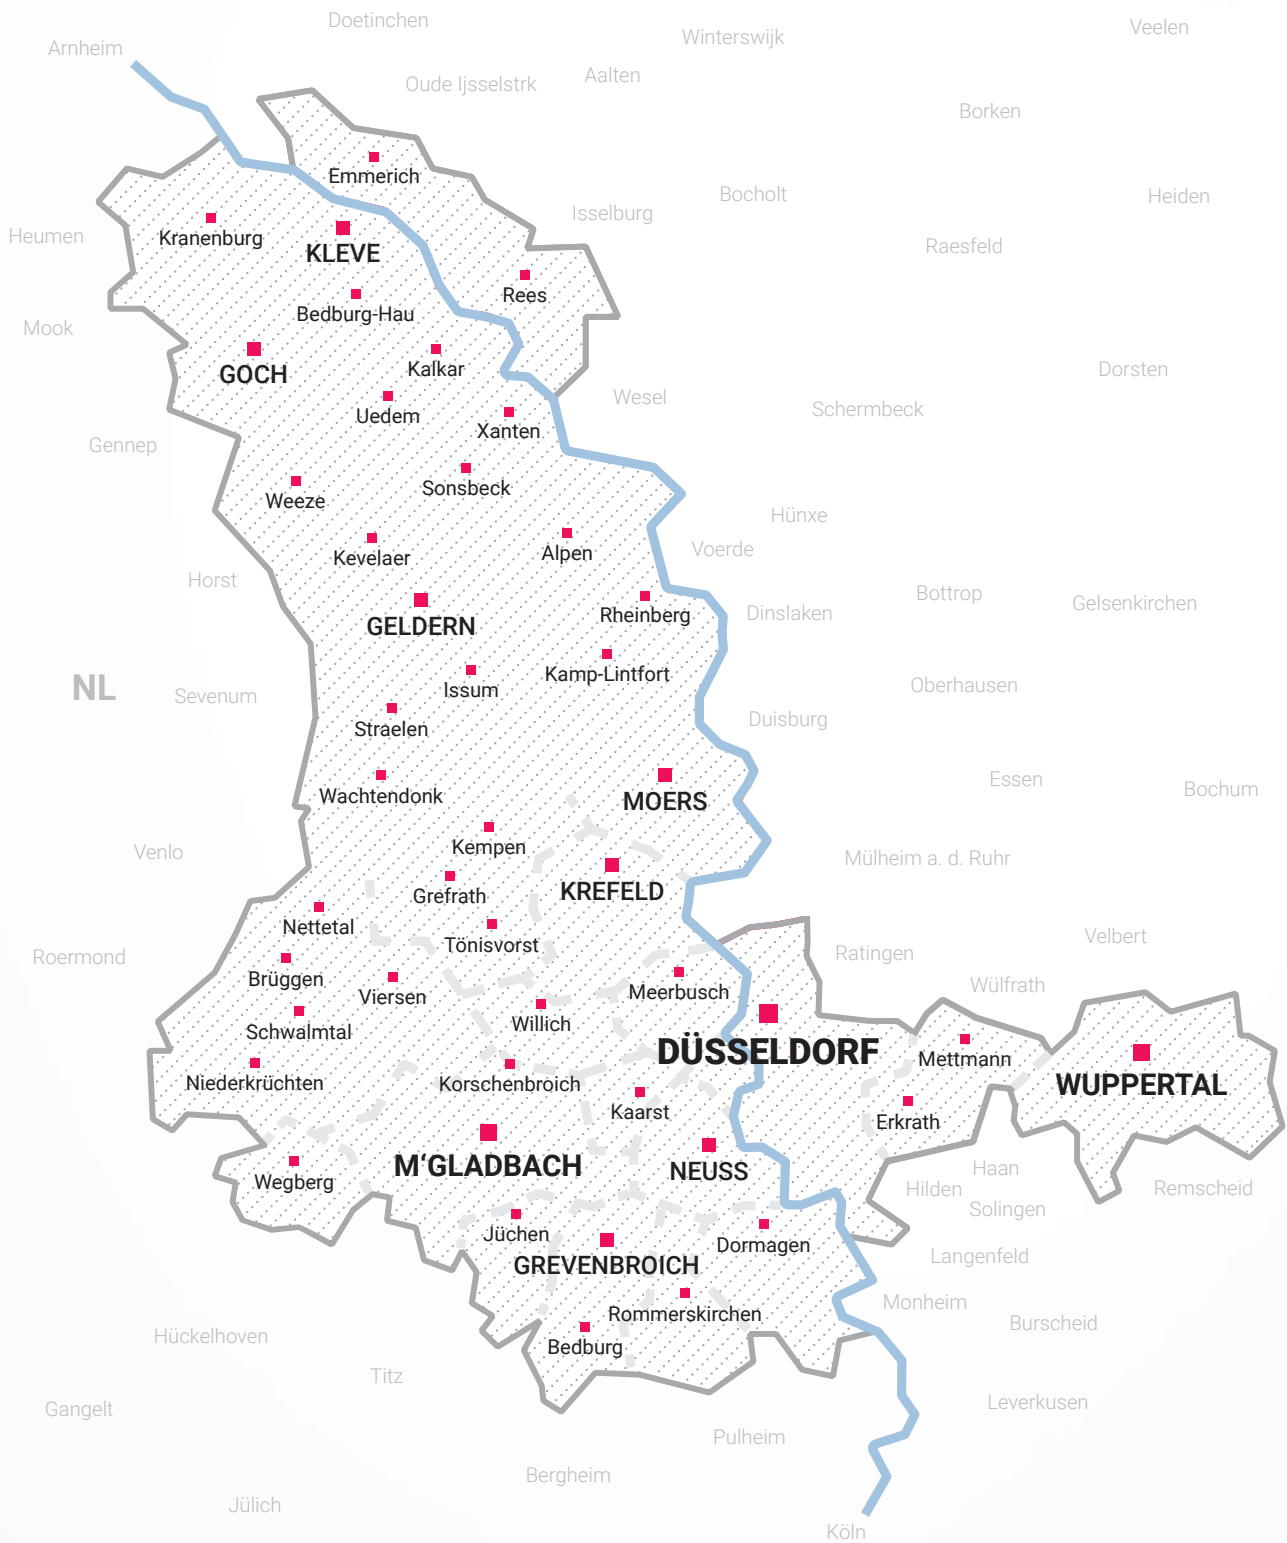 Doetinchen
Veelen
Winterswijk
Arnheim
Aalten
Oude Ijsselstrk
Borken
Emmerich
Bocholt
Heiden
Isselburg
Heumen
Kranenburg
KLEVE
Raesfeld
Rees
Bedburg-Hau
Mook
GOCH
Kalkar
Dorsten
Wesel
Uedem
Schermbeck
Xanten
Gennep
Sonsbeck
Weeze
Hünxe
Voerde
Alpen
Kevelaer
Horst
Bottrop
Gelsenkirchen
Rheinberg
Dinslaken
GELDERN
Kamp-Lintfort
NL
Issum
Oberhausen
Sevenum
Duisburg
Straelen
Essen
Bochum
Wachtendonk
MOERS
Kempen
Venlo
Mülheim a. d. Ruhr
KREFELD
Grefrath
Nettetal
Velbert
Tönisvorst
Ratingen
Roermond
Brüggen
Wülfrath
Meerbusch
Viersen
Willich
Schwalmtal
DÜSSELDORF
Mettmann
Niederkrüchten
Korschenbroich
WUPPERTAL
Kaarst
Erkrath
M‘GLADBACH
NEUSS
Haan
Wegberg
Hilden
Remscheid
Solingen
Jüchen
Dormagen
Langenfeld
GREVENBROICH
Monheim
Rommerskirchen
Burscheid
Hückelhoven
Bedburg
Titz
Leverkusen
Gangelt
Pulheim
Bergheim
Jülich
Köln